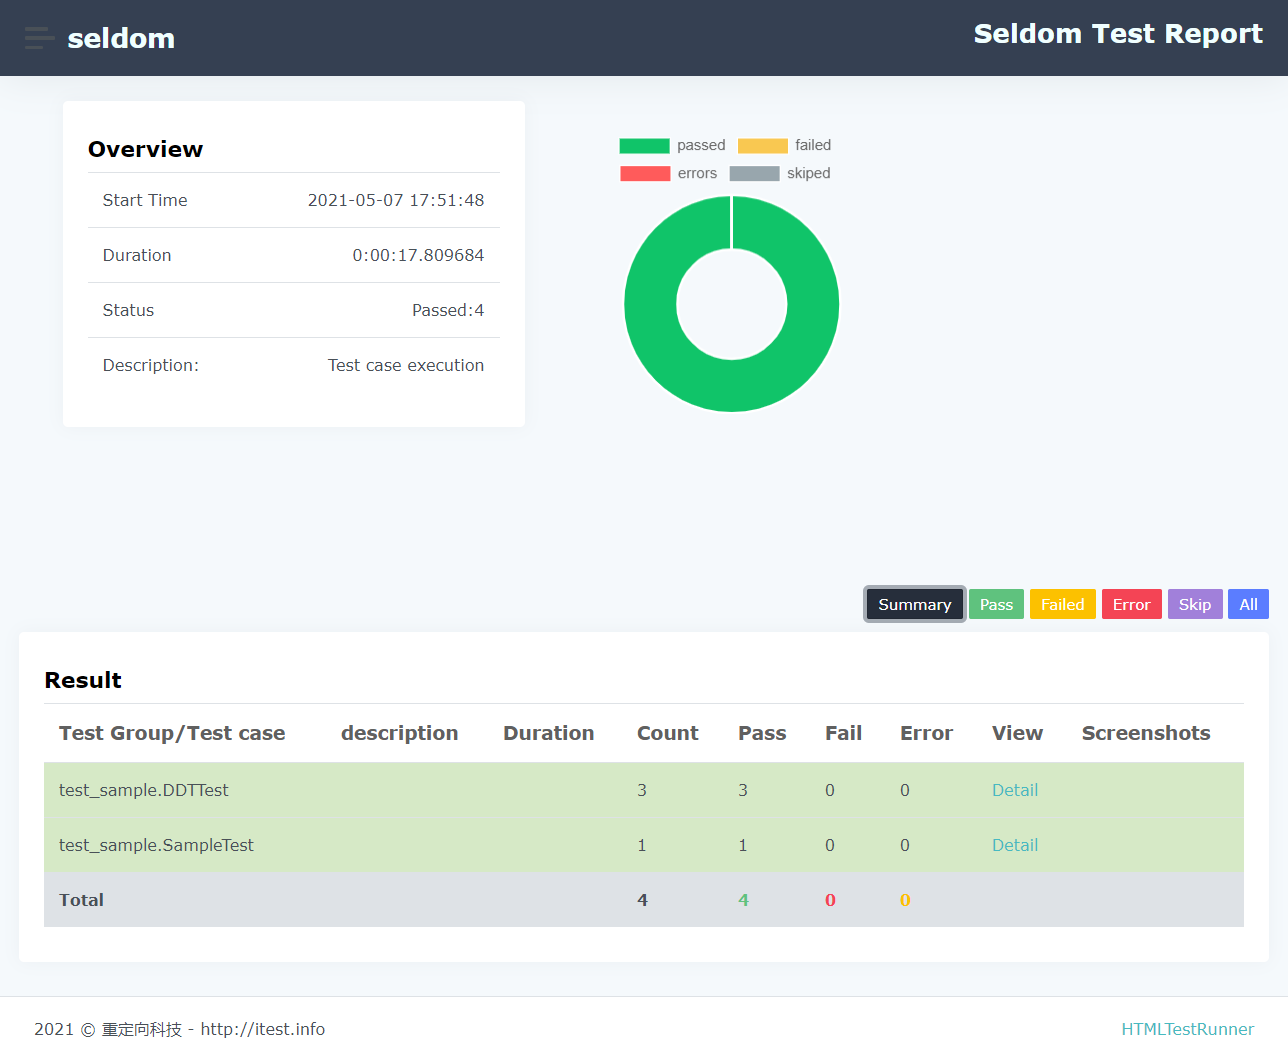 seldom
Seldom Test Report
Overview
Start Time 2021-05-07 17:51:48
Duration 0:00:17.809684
Status Passed:4
Description: Test case execution
passed failed
errors skiped
Summary Pass Failed Error Skip All
Result
Test Group/Test case description Duration Count Pass Fail Error View Screenshots
test_sample.DDTTest 3 3 0 0 Detail
test_sample.SampleTest 1 1 0 0 Detail
Total 4 4 0 0
2021 © 重定向科技 - http://itest.info
HTMLTestRunner